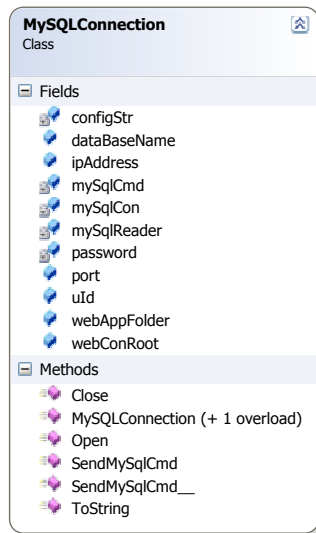 MySQLConnection
Class
Fields
configStr
dataBaseName
ipAddress
mySqlCmd
mySqlCon
mySqlReader
password
port
uId
webAppFolder
webConRoot
Methods
Close
MySQLConnection (+ 1 overload)
Open
SendMySqlCmd
SendMySqlCmd__
ToString